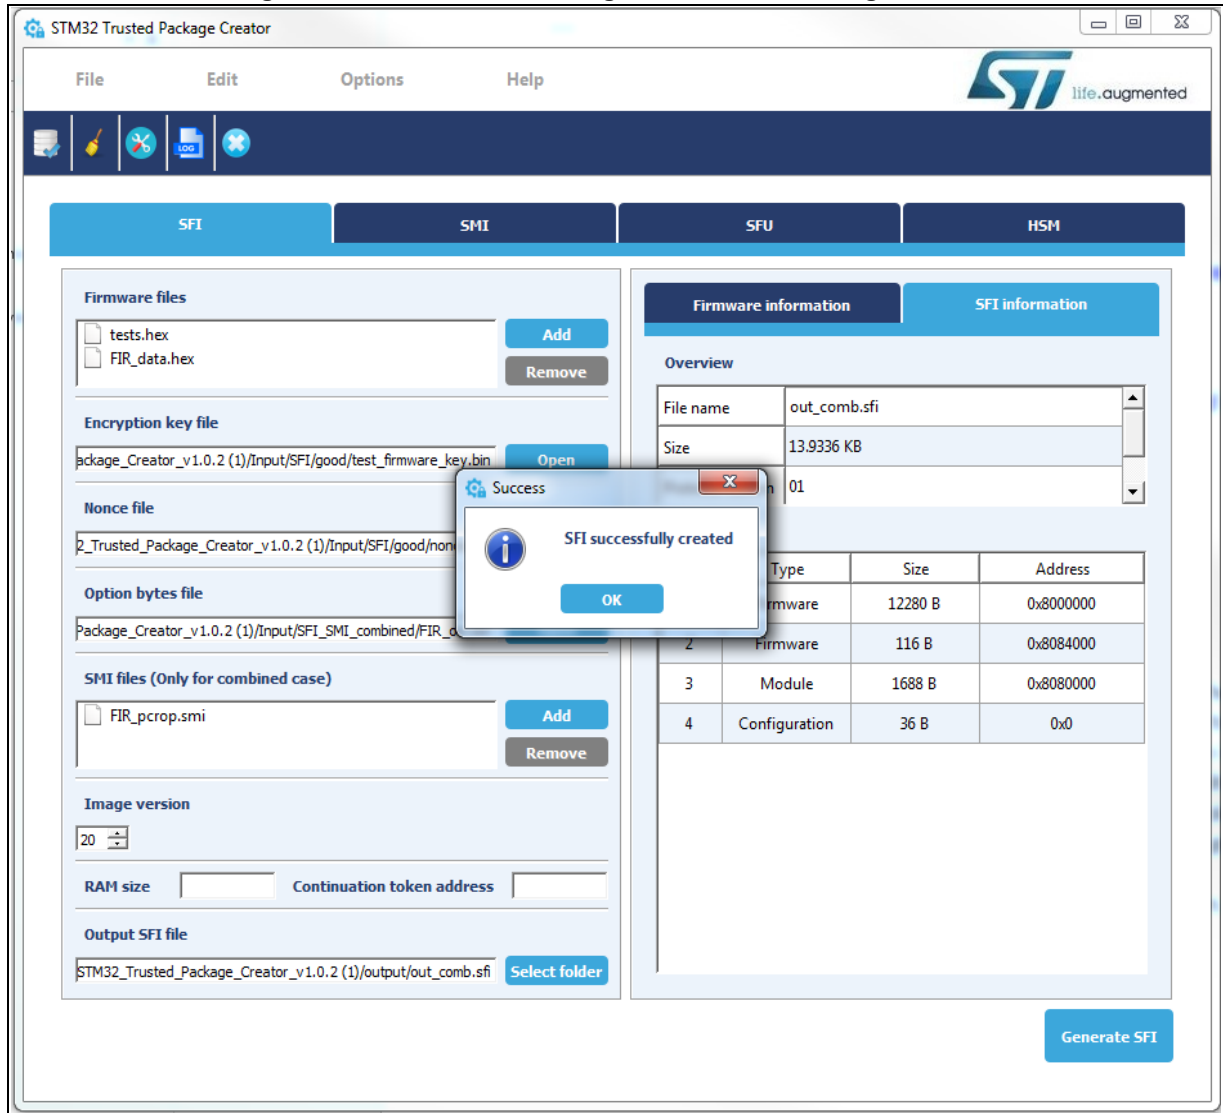 STM32 Trusted Package Creator
File Edit Options Help
life.augmented
LOG
SFI SMI SFU HSM
Firmware files
tests.hex
FIR_data.hex
Add
Remove
Encryption key file
ackage_Creator_v1.0.2 (1)/Input/SFI/good/test_firmware_key.bin
Open
Nonce file
2_Trusted_Package_Creator_v1.0.2 (1)/Input/SFI/good/non
Option bytes file
Package_Creator_v1.0.2 (1)/Input/SFI_SMI_combined/FIR_
SMI files (Only for combined case)
FIR_pcrop.smi
Add
Remove
Image version
20
RAM size Continuation token address
Output SFI file
STM32_Trusted_Package_Creator_v1.0.2 (1)/output/out_comb.sfi
Select folder
Firmware information SFI information
Overview
File name out_comb.sfi
Size 13.9336 KB
01
Type Size Address
rmware 12280 B 0x8000000
2 Firmware 116 B 0x8084000
3 Module 1688 B 0x8080000
4 Configuration 36 B 0x0
Success
SFI successfully created
OK
Generate SFI